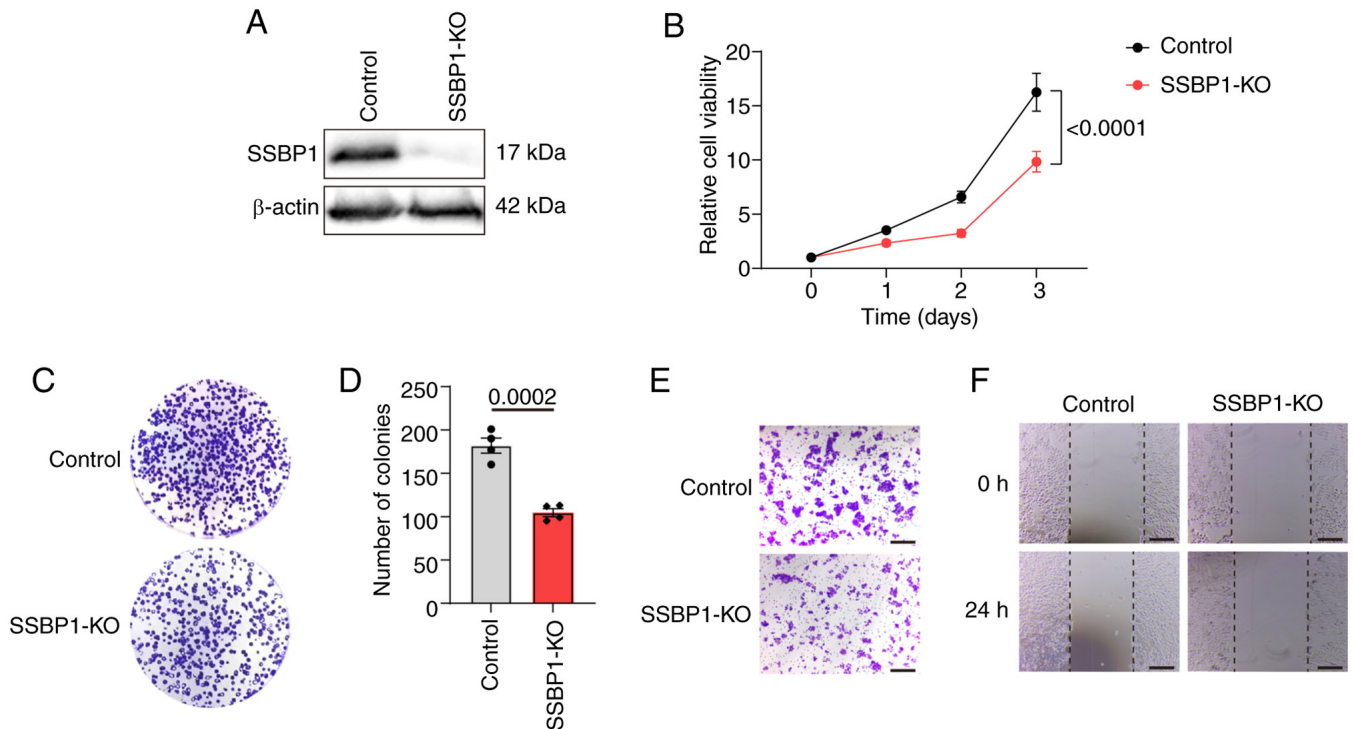 A
Control
SSBP1-KO
SSBP1
17 kDa
β-actin
42 kDa
B
Relative cell viability
20
15
10
5
0
0 1 2 3
Time (days)
Control
SSBP1-KO
<0.0001
C
Control
SSBP1-KO
D
Number of colonies
250
200
150
100
50
0
0.0002
Control
SSBP1-KO
E
Control
SSBP1-KO
F
Control SSBP1-KO
0 h
24 h